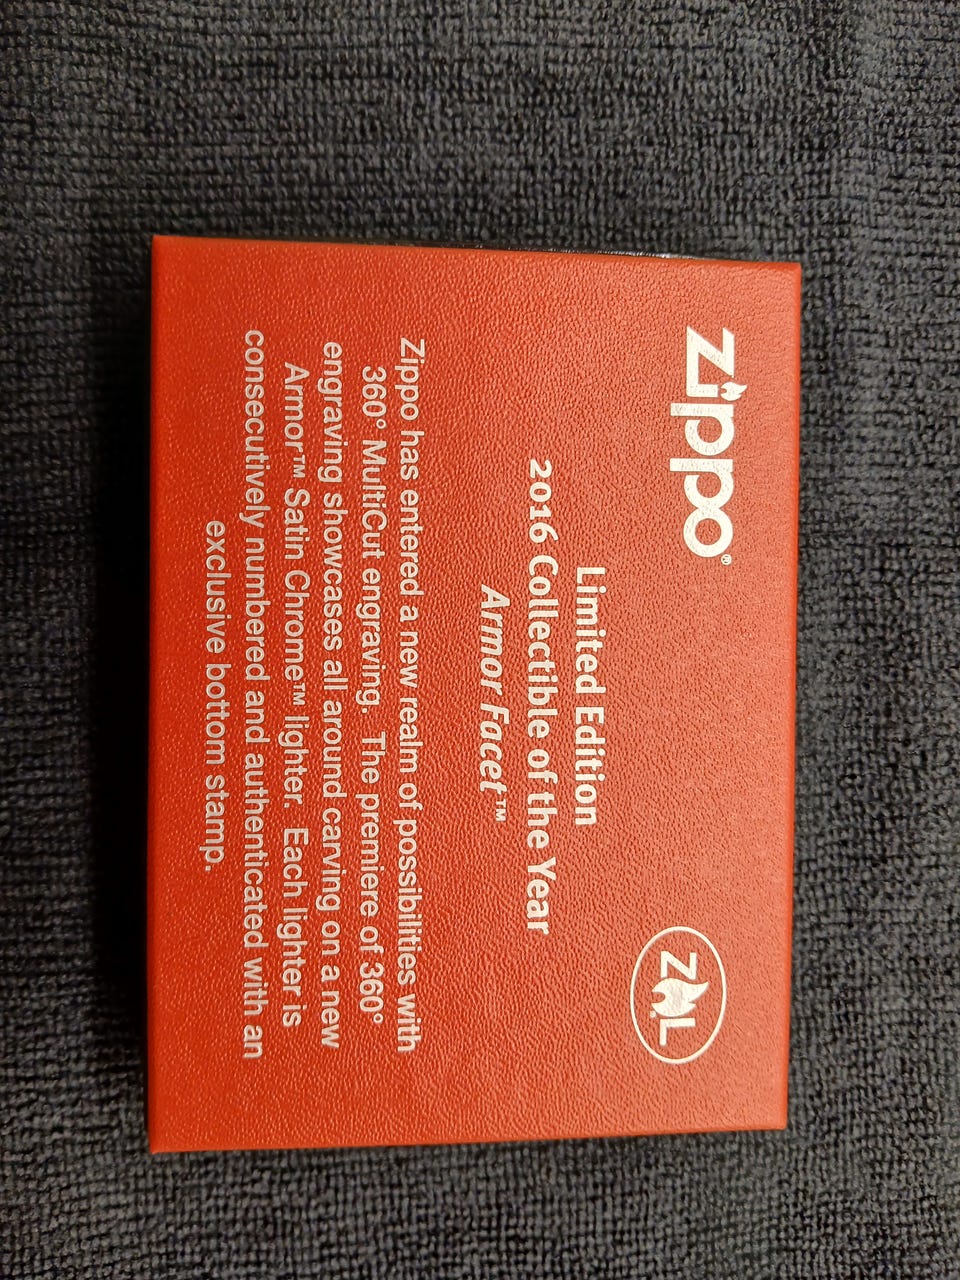 Zippo®
ZL
Limited Edition
2016 Collectible of the Year
Armor Facet™
Zippo has entered a new realm of possibilities with
360° MultiCut engraving. The premiere of 360°
engraving showcases all around carving on a new
Armor™ Satin Chrome™ lighter. Each lighter is
consecutively numbered and authenticated with an
exclusive bottom stamp.